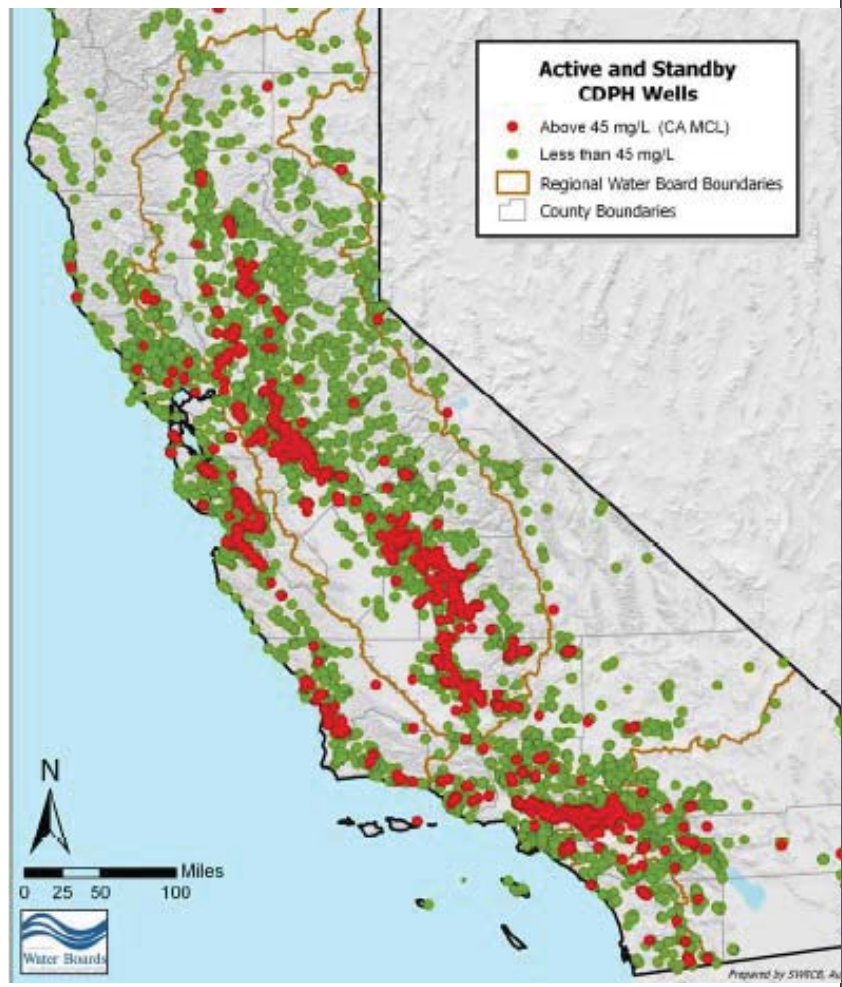 Active and Standby
CDPH Wells
Above 45 mg/L (CA MCL)
Less than 45 mg/L
Regional Water Board Boundaries
County Boundaries
N
Miles
0 25 50 100
Water Boards
Prepared by SWRCB, Au